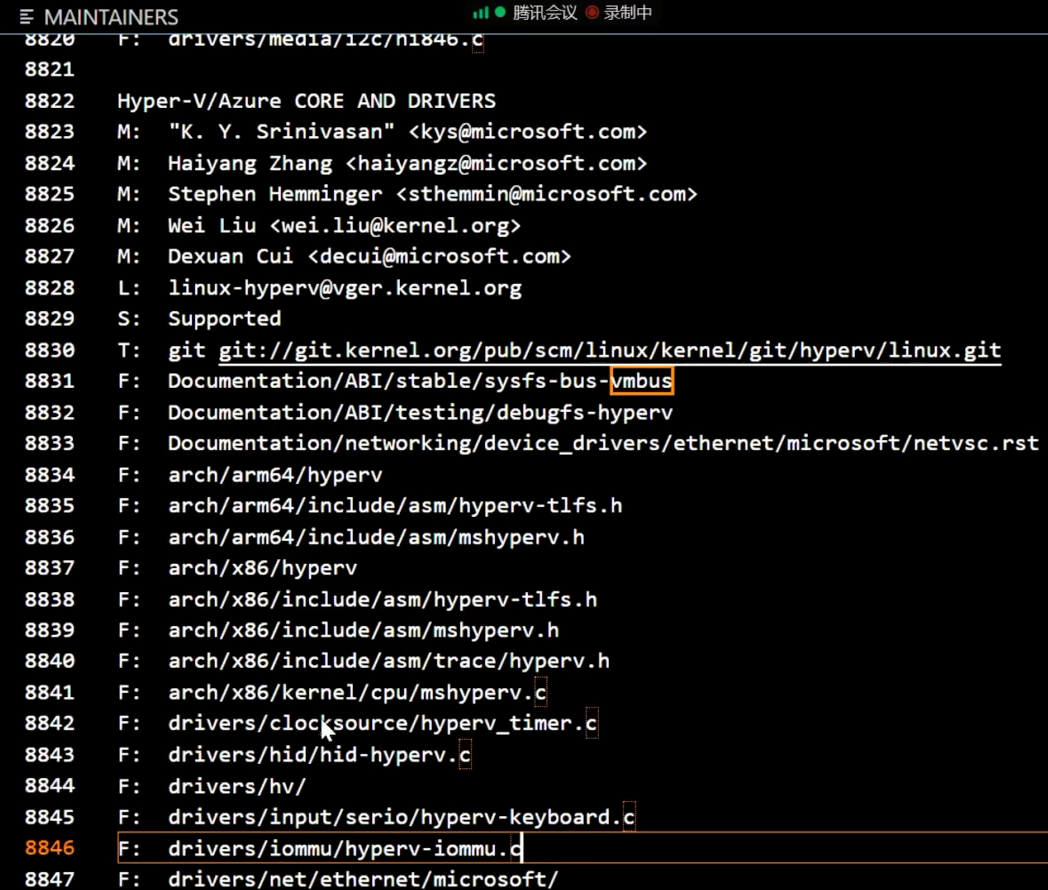 MAINTAINERS
腾讯会议 录制中
8820 F: drivers/media/i2c/hi846.c
8821
8822 Hyper-V/Azure CORE AND DRIVERS
8823 M: "K. Y. Srinivasan" <kys@microsoft.com>
8824 M: Haiyang Zhang <haiyangz@microsoft.com>
8825 M: Stephen Hemminger <sthemmin@microsoft.com>
8826 M: Wei Liu <wei.liu@kernel.org>
8827 M: Dexuan Cui <decui@microsoft.com>
8828 L: linux-hyperv@vger.kernel.org
8829 S: Supported
8830 T: git git://git.kernel.org/pub/scm/linux/kernel/git/hyperv/linux.git
8831 F: Documentation/ABI/stable/sysfs-bus-vmbus
8832 F: Documentation/ABI/testing/debugfs-hyperv
8833 F: Documentation/networking/device_drivers/ethernet/microsoft/netvsc.rst
8834 F: arch/arm64/hyperv
8835 F: arch/arm64/include/asm/hyperv-tlfs.h
8836 F: arch/arm64/include/asm/mshyperv.h
8837 F: arch/x86/hyperv
8838 F: arch/x86/include/asm/hyperv-tlfs.h
8839 F: arch/x86/include/asm/mshyperv.h
8840 F: arch/x86/include/asm/trace/hyperv.h
8841 F: arch/x86/kernel/cpu/mshyperv.c
8842 F: drivers/clocksource/hyperv_timer.c
8843 F: drivers/hid/hid-hyperv.c
8844 F: drivers/hv/
8845 F: drivers/input/serio/hyperv-keyboard.c
8846 F: drivers/iommu/hyperv-iommu.c
8847 F: drivers/net/ethernet/microsoft/